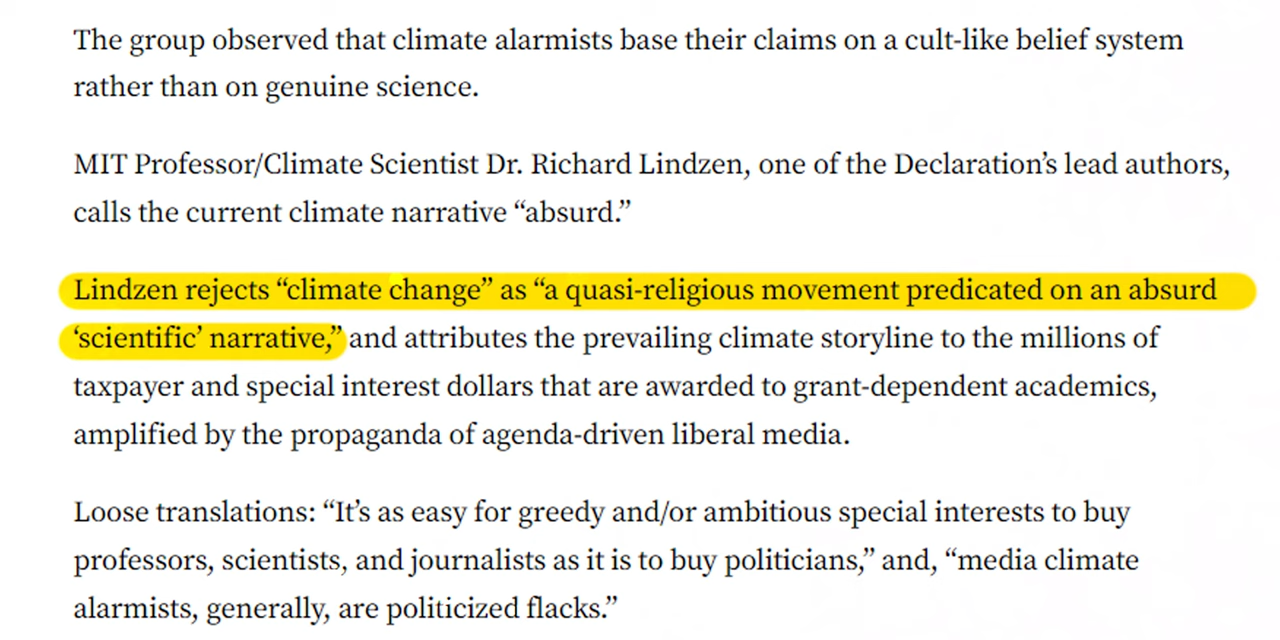 The group observed that climate alarmists base their claims on a cult-like belief system
rather than on genuine science.
MIT Professor/Climate Scientist Dr. Richard Lindzen, one of the Declaration’s lead authors,
calls the current climate narrative “absurd.”
Lindzen rejects “climate change” as “a quasi-religious movement predicated on an absurd
‘scientific’ narrative,” and attributes the prevailing climate storyline to the millions of
taxpayer and special interest dollars that are awarded to grant-dependent academics,
amplified by the propaganda of agenda-driven liberal media.
Loose translations: “It’s as easy for greedy and/or ambitious special interests to buy
professors, scientists, and journalists as it is to buy politicians,” and, “media climate
alarmists, generally, are politicized flacks.”